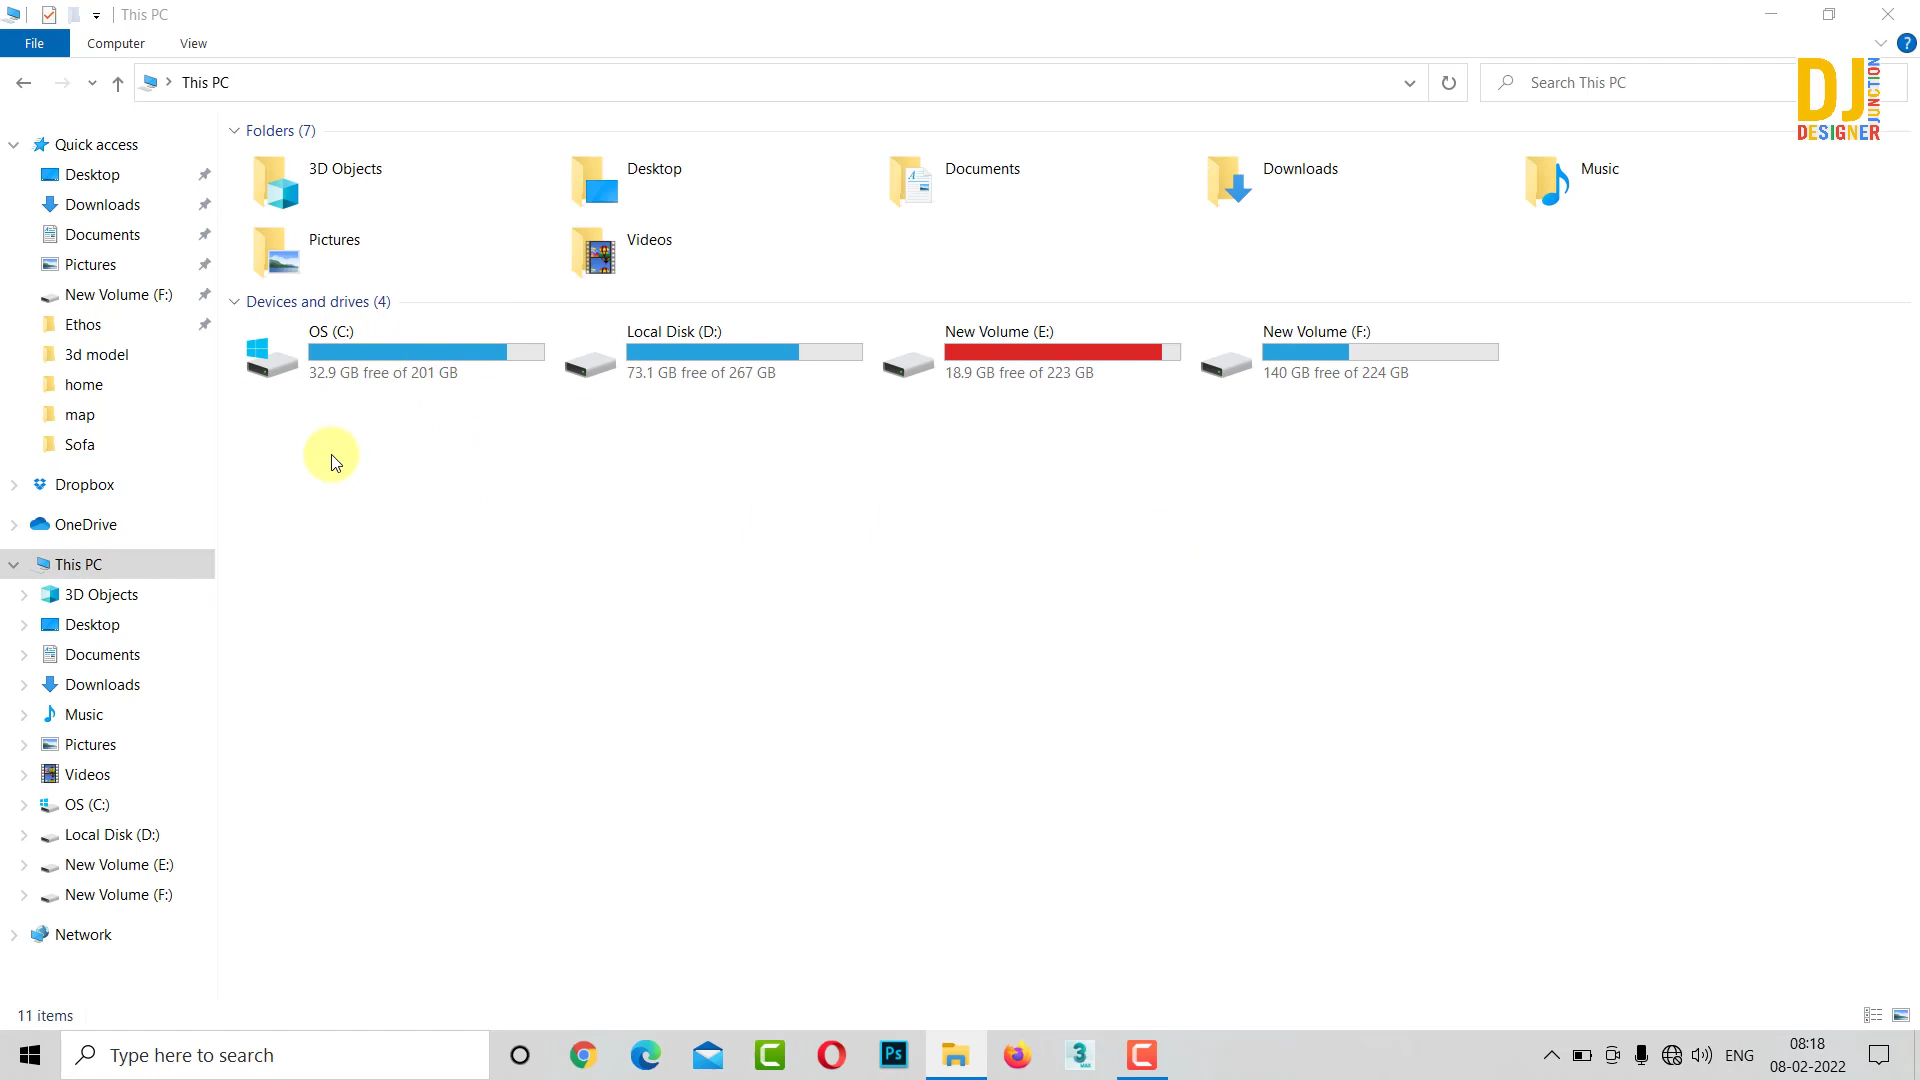 This PC
File
Computer
View
?
This PC
Search This PC
DJ
JUNCTION
DESIGNER
Quick access
Desktop
Downloads
Documents
Pictures
New Volume (F:)
Ethos
3d model
home
map
Sofa
Dropbox
OneDrive
This PC
3D Objects
Desktop
Documents
Downloads
Music
Pictures
Videos
OS (C:)
Local Disk (D:)
New Volume (E:)
New Volume (F:)
Network
Folders (7)
3D Objects
Desktop
Documents
Downloads
Music
Pictures
Videos
Devices and drives (4)
OS (C:)
32.9 GB free of 201 GB
Local Disk (D:)
73.1 GB free of 267 GB
New Volume (E:)
18.9 GB free of 223 GB
New Volume (F:)
140 GB free of 224 GB
11 items
Type here to search
Ps
3
MAX
ENG
08:18
08-02-2022